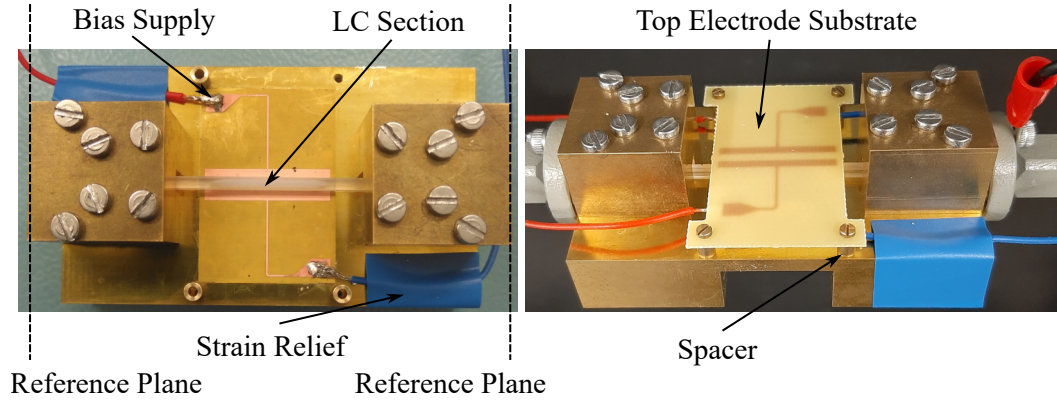 Bias Supply
LC Section
Top Electrode Substrate
Strain Relief
Spacer
Reference Plane
Reference Plane